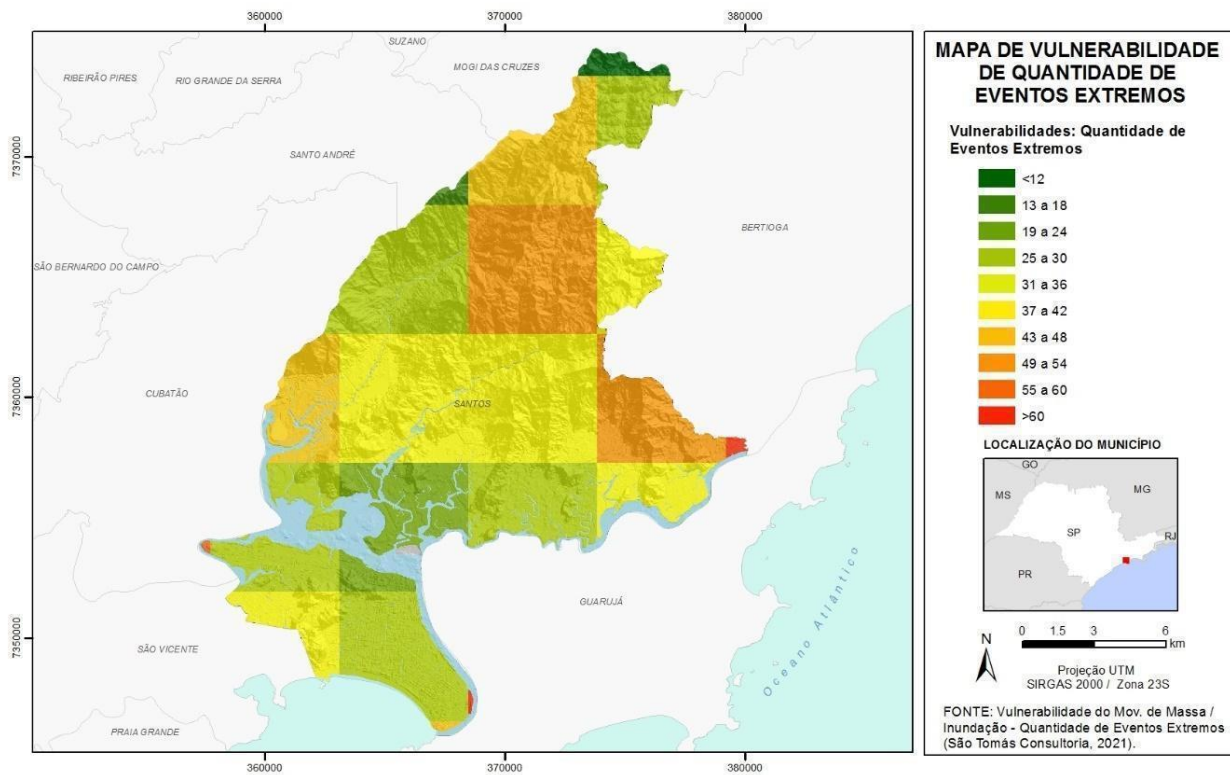 360000
370000
380000
SUZANO
MOGI DAS CRUZES
RIBEIRÃO PIRES
RIO GRANDE DA SERRA
7370000
SANTO ANDRÉ
BERTIOGA
SÃO BERNARDO DO CAMPO
CUBATÃO
7360000
SANTOS
GUARUJÁ
Oceano Atlântico
7350000
SÃO VICENTE
PRAIA GRANDE
360000
370000
380000
MAPA DE VULNERABILIDADE
DE QUANTIDADE DE
EVENTOS EXTREMOS
Vulnerabilidades: Quantidade de
Eventos Extremos
<12
13 a 18
19 a 24
25 a 30
31 a 36
37 a 42
43 a 48
49 a 54
55 a 60
>60
LOCALIZAÇÃO DO MUNICÍPIO
GO
MS
MG
SP
RJ
PR
N
0 1.5 3 6
km
Projeção UTM
SIRGAS 2000 / Zona 23S
FONTE: Vulnerabilidade do Mov. de Massa /
Inundação - Quantidade de Eventos Extremos
(São Tomás Consultoria, 2021).